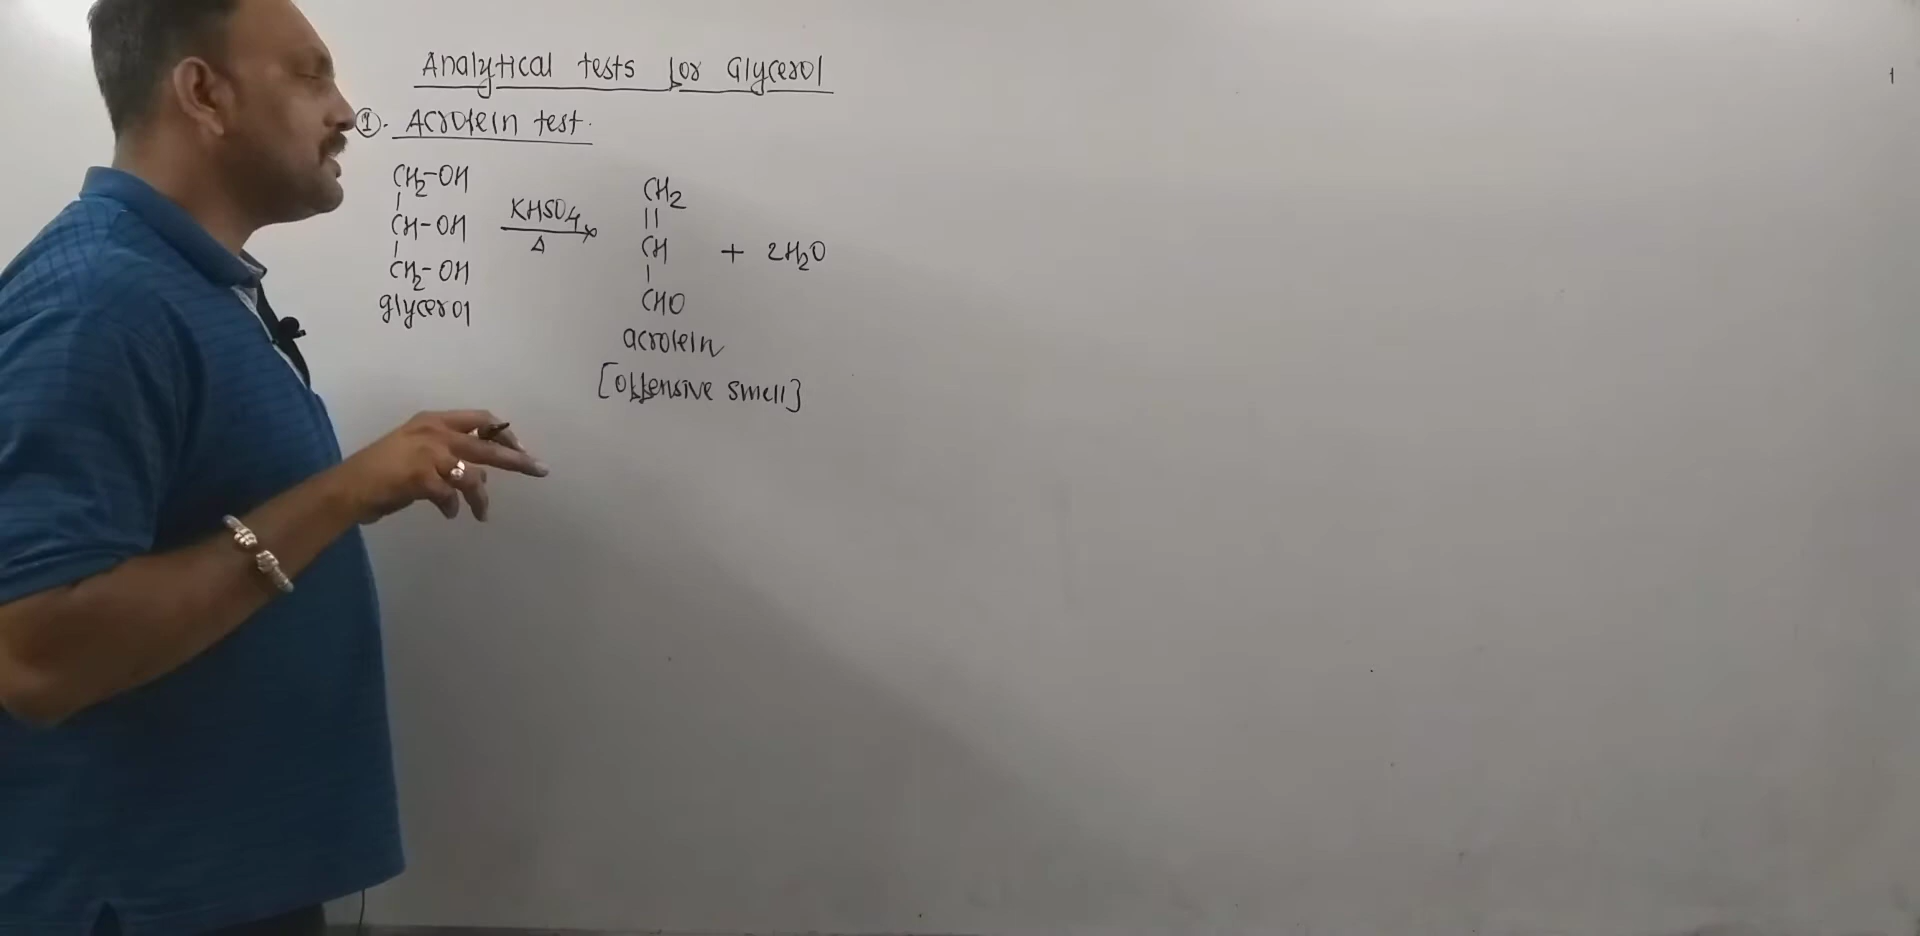 Analytical tests for Glycerol
①. Acrolein test.
CH2-OH
|
CH-OH
|
CH2-OH
glycerol
KHSO4
Δ
CH2
||
CH
|
CHO
+ 2H2O
acrolein
[offensive smell]